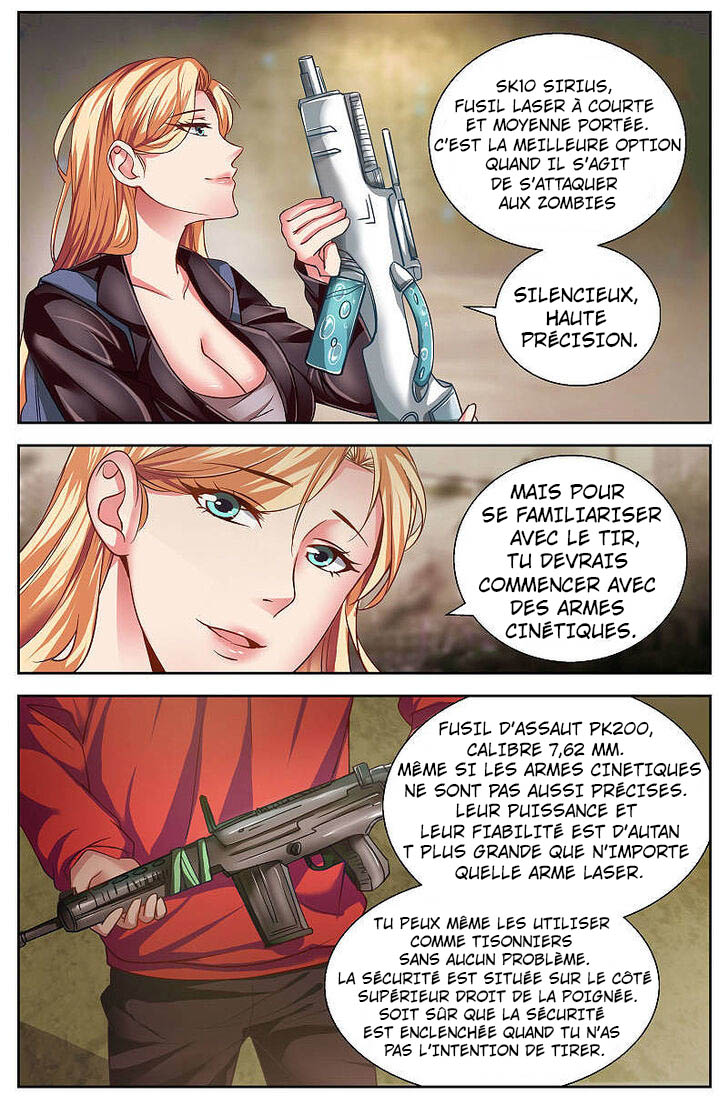 SK10 SIRIUS,
FUSIL LASER À COURTE
ET MOYENNE PORTÉE.
C'EST LA MEILLEURE OPTION
QUAND IL S'AGIT
DE S'ATTAQUER
AUX ZOMBIES
SILENCIEUX,
HAUTE
PRÉCISION.
MAIS POUR
SE FAMILIARISER
AVEC LE TIR,
TU DEVRAIS
COMMENCER AVEC
DES ARMES
CINÉTIQUES.
FUSIL D'ASSAUT PK200,
CALIBRE 7,62 MM.
MÊME SI LES ARMES CINETIQUES
NE SONT PAS AUSSI PRÉCISES.
LEUR PUISSANCE ET
LEUR FIABILITÉ EST D'AUTAN
T PLUS GRANDE QUE N'IMPORTE
QUELLE ARME LASER.
TU PEUX MÊME LES UTILISER
COMME TISONNIERS
SANS AUCUN PROBLÈME.
LA SÉCURITÉ EST SITUÉE SUR LE CÔTÉ
SUPÉRIEUR DROIT DE LA POIGNÉE.
SOIT SÛR QUE LA SÉCURITÉ
EST ENCLENCHÉE QUAND TU N'AS
PAS L'INTENTION DE TIRER.